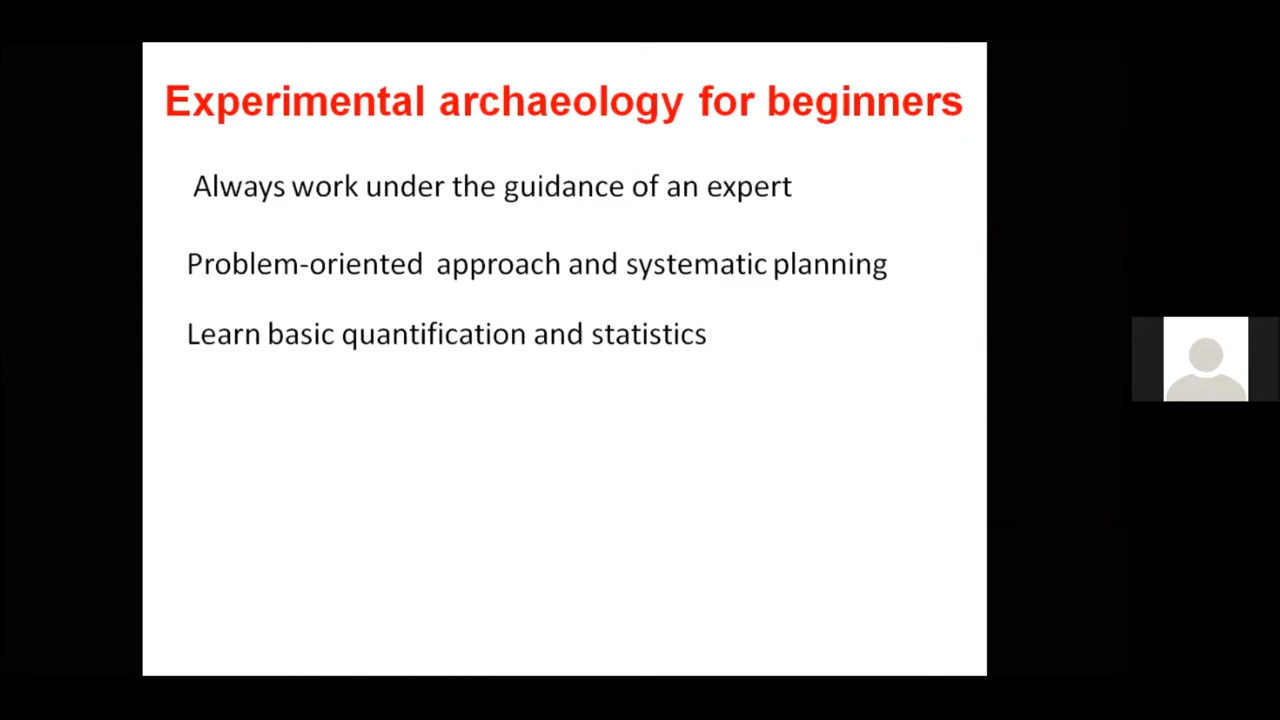 Experimental archaeology for beginners
Always work under the guidance of an expert
Problem-oriented approach and systematic planning
Learn basic quantification and statistics